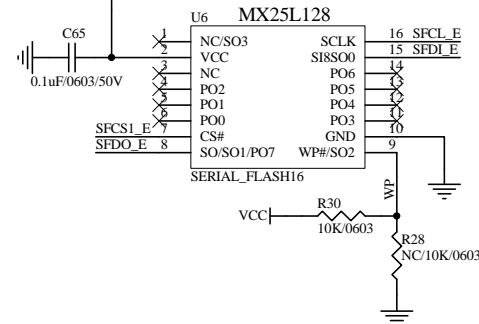 U6 MX25L128
C65
0.1uF/0603/50V
1 NC/SO3 SCLK 16 SFCL_E
2 VCC SI8SO0 15 SFDI_E
3 NC PO6 14
4 PO2 PO5 13
5 PO1 PO4 12
6 PO0 PO3 11
SFCS1_E 7 CS# GND 10
SFDO_E 8 SO/SO1/PO7 WP#/SO2 9
SERIAL_FLASH16
WP
VCC R30
10K/0603
R28
NC/10K/0603